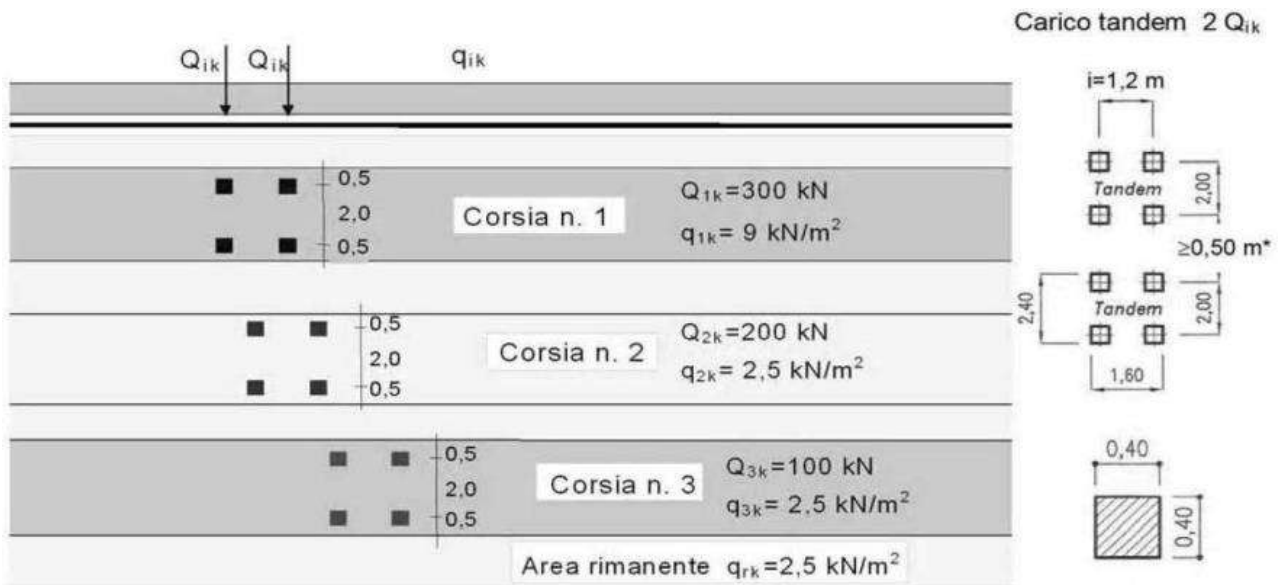 Carico tandem 2 Qik
Qik Qik qik
i=1,2 m
0,5
2,0
0,5
Corsia n. 1
Q1k=300 kN
q1k= 9 kN/m²
Tandem
2,00
≥0,50 m*
0,5
2,0
0,5
Corsia n. 2
Q2k=200 kN
q2k= 2,5 kN/m²
2,40
Tandem
2,00
1,60
0,5
2,0
0,5
Corsia n. 3
Q3k=100 kN
q3k= 2,5 kN/m²
0,40
0,40
Area rimanente qrk=2,5 kN/m²